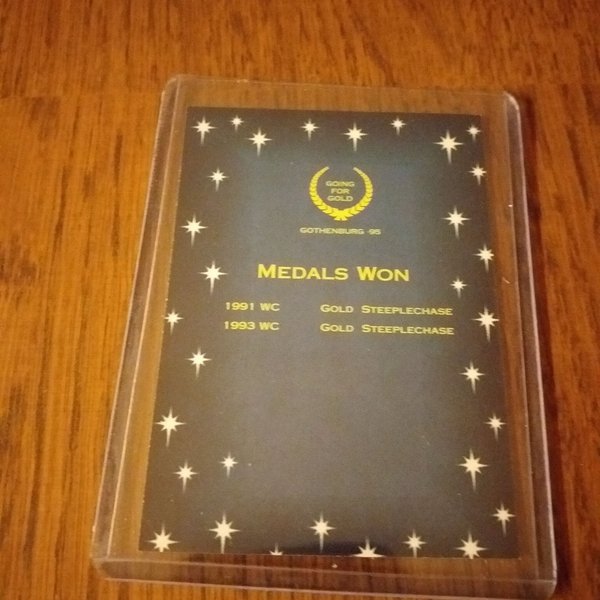 GOING
FOR
GOLD
GOTHENBURG -95
MEDALS WON
1991 WC GOLD STEEPLECHASE
1993 WC GOLD STEEPLECHASE